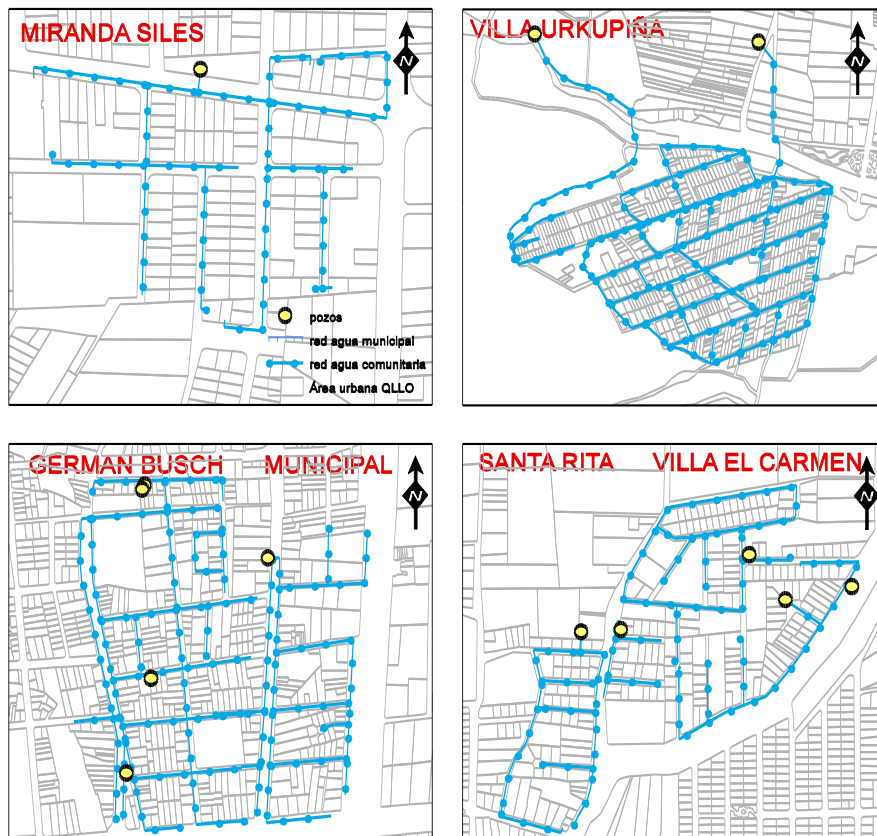 MIRANDA SILES
N
pozos
red agua municipal
red agua comunitaria
Área urbana QLLO
VILLA URKUPIÑA
N
GERMAN BUSCH MUNICIPAL
N
SANTA RITA VILLA EL CARMEN
N